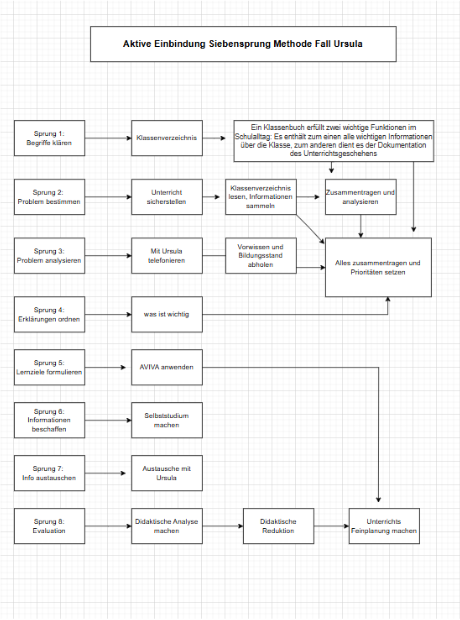 Aktive Einbindung Siebensprung Methode Fall Ursula
Sprung 1:
Begriffe klären
Klassenverzeichnis
Ein Klassenbuch erfüllt zwei wichtige Funktionen im
Schulalltag: Es enthält zum einen alle wichtigen Informationen
über die Klasse, zum anderen dient es der Dokumentation
des Unterrichtsgeschehens
Sprung 2:
Problem bestimmen
Unterricht
sicherstellen
Klassenverzeichnis
lesen, Informationen
sammeln
Zusammentragen und
analysieren
Sprung 3:
Problem analysieren
Mit Ursula
telefonieren
Vorwissen und
Bildungsstand
abholen
Alles zusammentragen und
Prioritäten setzen
Sprung 4:
Erklärungen ordnen
was ist wichtig
Sprung 5:
Lernziele formulieren
AVIVA anwenden
Sprung 6:
Informationen
beschaffen
Selbststudium
machen
Sprung 7:
Info austauschen
Austausche mit
Ursula
Sprung 8:
Evaluation
Didaktische Analyse
machen
Didaktische
Reduktion
Unterrichts
Feinplanung machen